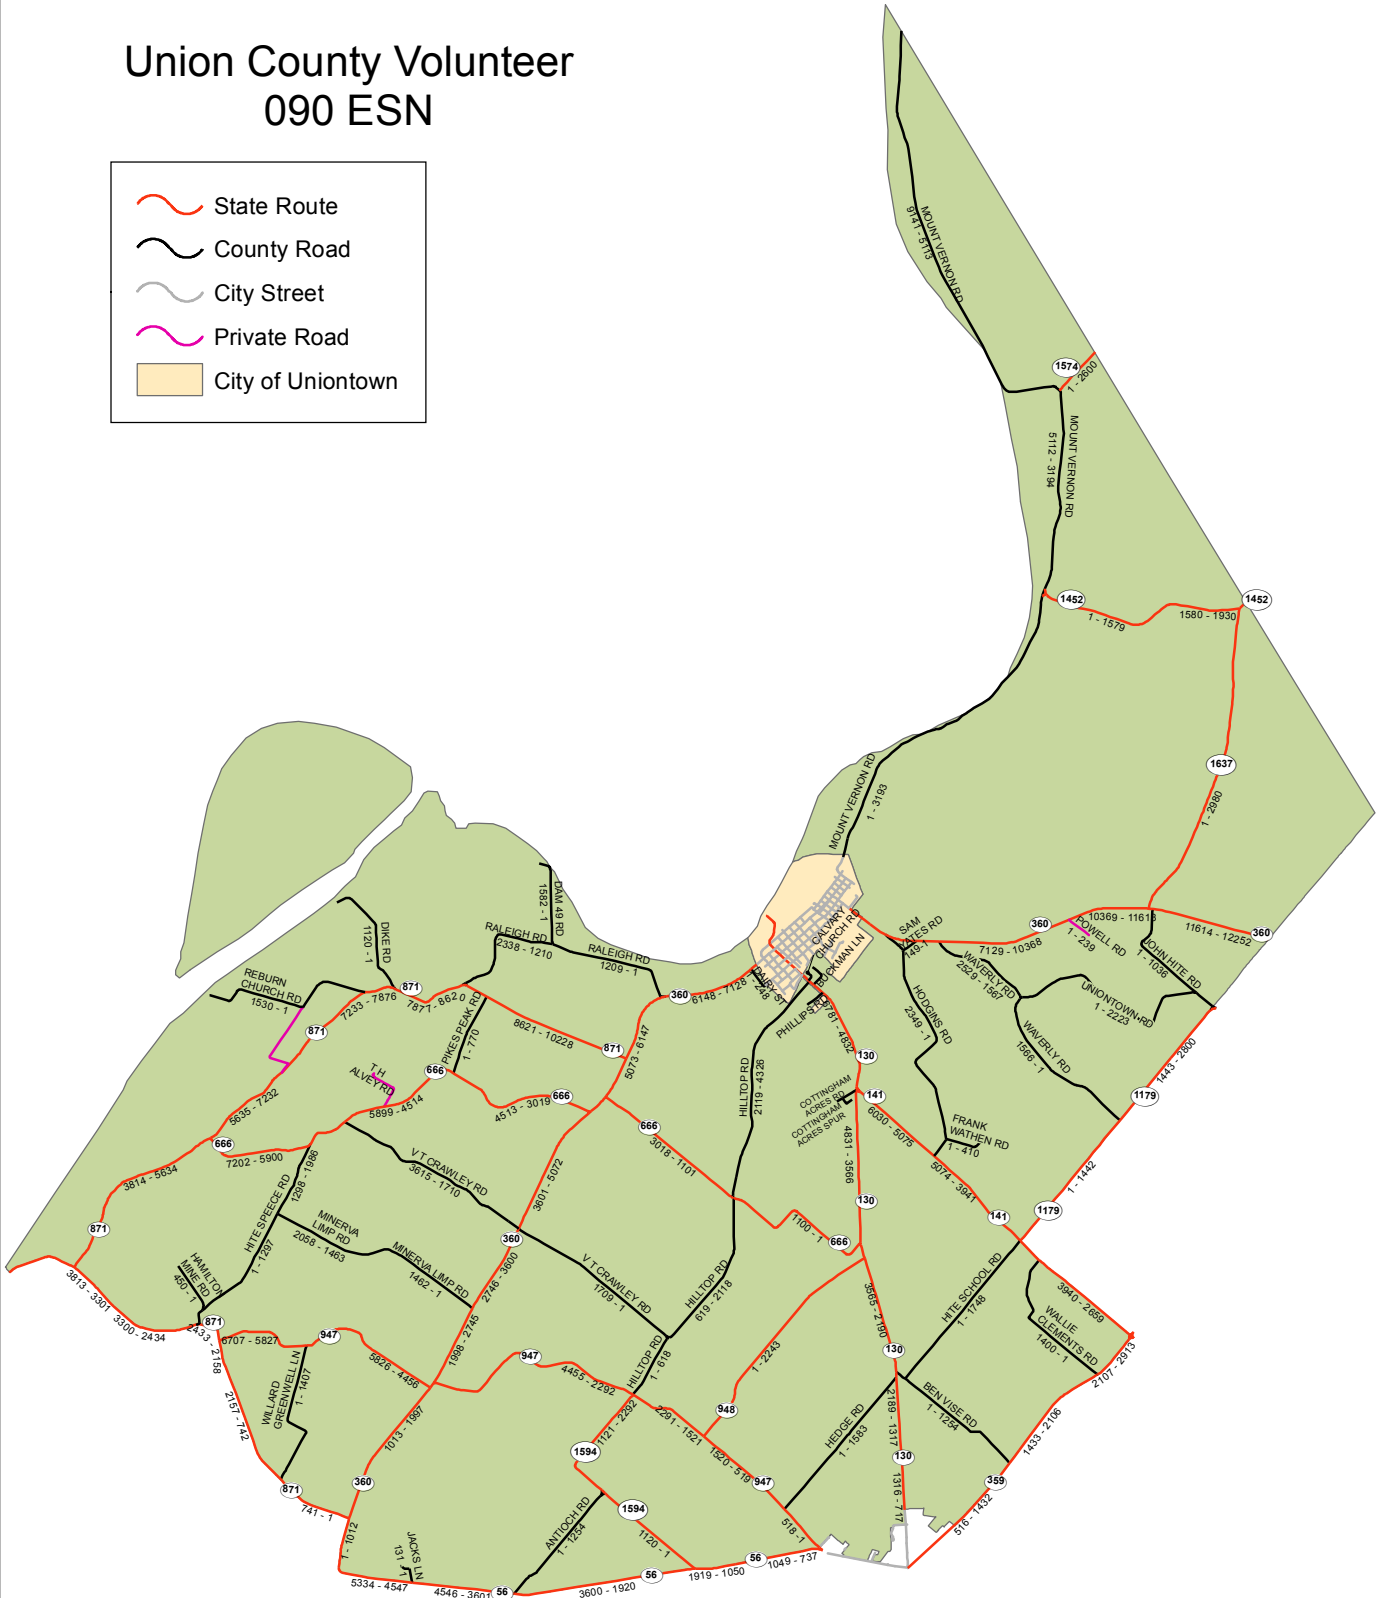 Union County Volunteer
090 ESN
State Route
County Road
City Street
Private Road
City of Uniontown
MOUNT VERNON RD
9141 - 5113
1574
1 - 2600
MOUNT VERNON RD
5112 - 3194
1452
1 - 1579
1580 - 1930
1452
1637
1 - 2980
MOUNT VERNON RD
1 - 3193
DAM 49 RD
1582 - 1
DIKE RD
1120 - 1
RALEIGH RD
2338 - 1210
RALEIGH RD
1209 - 1
CALVARY
CHURCH RD
BUCKMAN LN
SAM
YATES RD
149-1
360
10369 - 11613
POWELL RD
1 - 239
7129 - 10368
11614 - 12252
360
JOHN HITE RD
1 - 1036
WAVERLY RD
2529 - 1567
UNIONTOWN RD
1 - 2223
REBURN
CHURCH RD
1530 - 1
7233 - 7876
871
7877 - 8620
871
PIKES PEAK RD
1 - 770
8621 - 10228
871
360
6148 - 7128
DAIRY ST
1 - 248
PHILLIPS RD
6781 - 4832
HODGINS RD
2349 - 1
WAVERLY RD
1566 - 1
1443 - 2800
1179
5073 - 6147
HILLTOP RD
2119 - 4326
130
T H
ALVEY RD
666
5899 - 4514
4513 - 3019
666
5635 - 7232
666
7202 - 5900
666
3018 - 1101
COTTINGHAM
ACRES RD
COTTINGHAM
ACRES SPUR
141
6030 - 5075
4831 - 3566
FRANK
WATHEN RD
1 - 410
5074 - 3941
1 - 1442
3814 - 5634
871
1298 - 1986
HITE SPEECE RD
1 - 1297
V T CRAWLEY RD
3615 - 1710
3601 - 5072
130
1100 - 1
666
141
1179
MINERVA
LIMP RD
2058 - 1463
MINERVA LIMP RD
1462 - 1
360
2746 - 3600
V T CRAWLEY RD
1709 - 1
HILLTOP RD
619 - 2118
HAMILTON
MINE RD
450 - 1
3813 - 3301
3300 - 2434
2433 - 2158
871
6707 - 5827
947
5826 - 4456
1998 - 2745
947
4455 - 2292
HILLTOP RD
1 - 618
1 - 2243
948
3565 - 2190
130
HITE SCHOOL RD
1 - 1748
3940 - 2659
WALLIE
CLEMENTS RD
1400 - 1
2107 - 2913
2157 - 742
WILLARD
GREENWELL LN
1 - 1407
1013 - 1997
1121 - 2292
2291 - 1521
1594
1520 - 519
947
HEDGE RD
1 - 1583
2189 - 1317
BEN VISE RD
1 - 1254
1433 - 2106
130
1316 - 717
359
516 - 1432
871
741 - 1
360
1 - 1012
ANTIOCH RD
1 - 1254
1594
1120 - 1
518 - 1
JACKS LN
131 - 1
5334 - 4547
4546 - 3601
56
3600 - 1920
56
1919 - 1050
56
1049 - 737